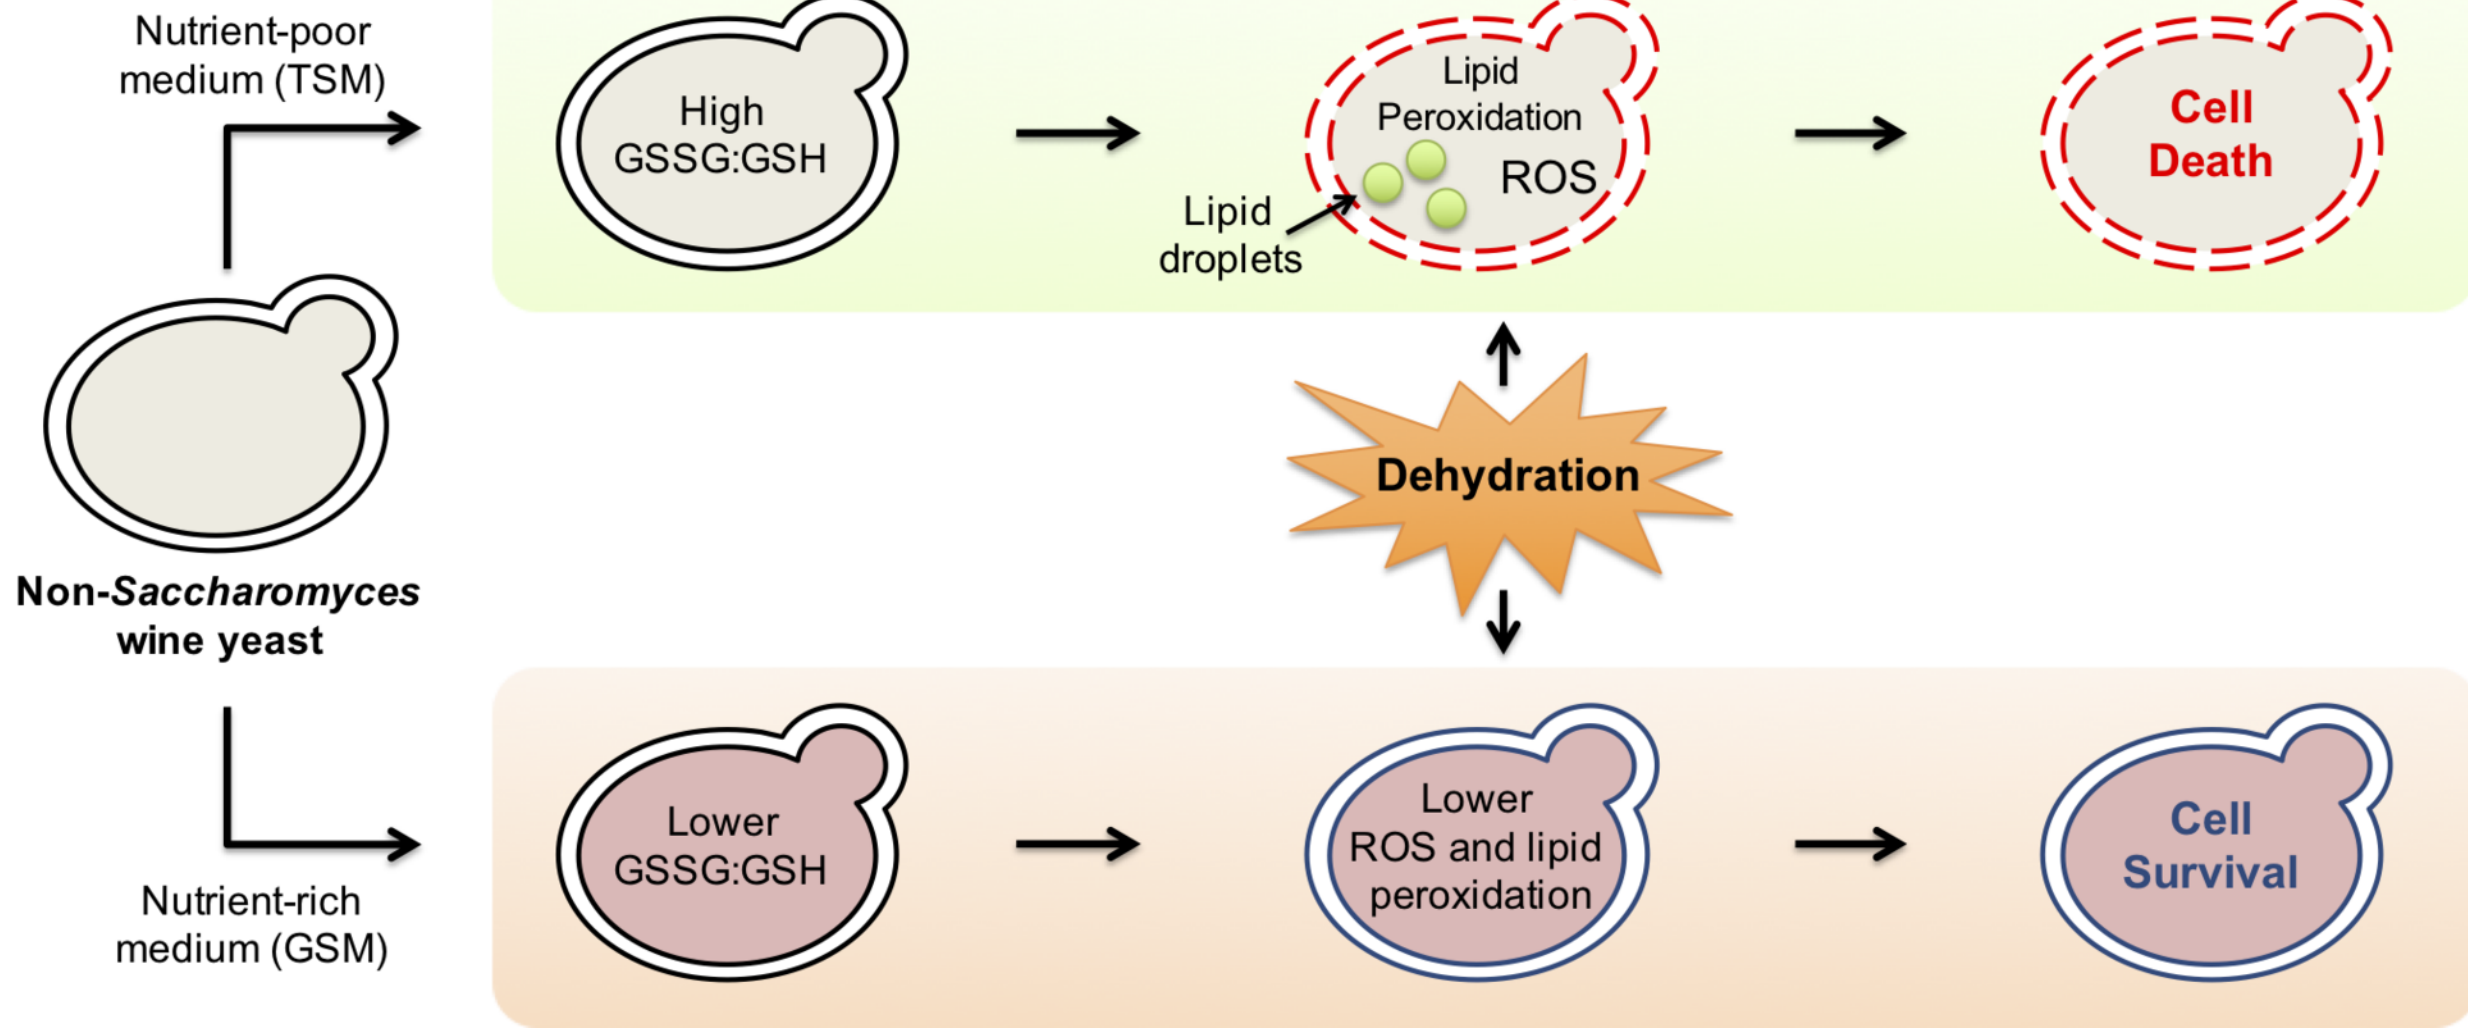 Nutrient-poor
medium (TSM)
High
GSSG:GSH
Lipid
Peroxidation
ROS
Lipid
droplets
Cell
Death
Dehydration
Non-Saccharomyces
wine yeast
Nutrient-rich
medium (GSM)
Lower
GSSG:GSH
Lower
ROS and lipid
peroxidation
Cell
Survival